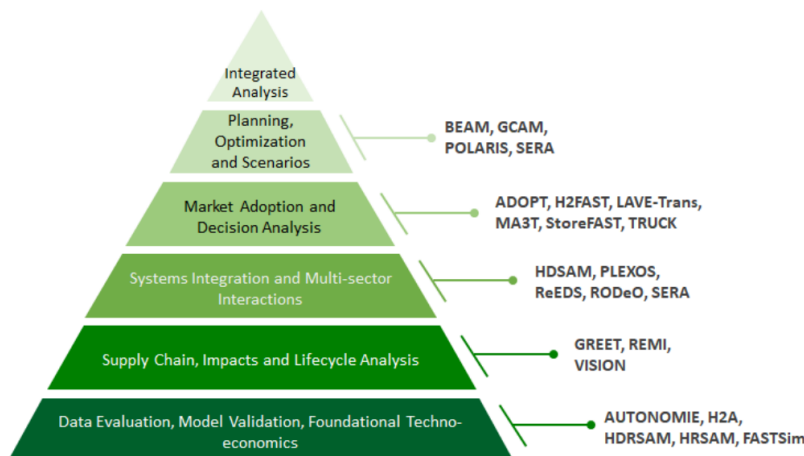 Integrated
Analysis
Planning,
Optimization
and Scenarios
BEAM, GCAM,
POLARIS, SERA
Market Adoption and
Decision Analysis
ADOPT, H2FAST, LAVE-Trans,
MA3T, StoreFAST, TRUCK
Systems Integration and Multi-sector
Interactions
HDSAM, PLEXOS,
ReEDS, RODeO, SERA
Supply Chain, Impacts and Lifecycle Analysis
GREET, REMI,
VISION
Data Evaluation, Model Validation, Foundational Techno-
economics
AUTONOMIE, H2A,
HDRSAM, HRSAM, FASTSim